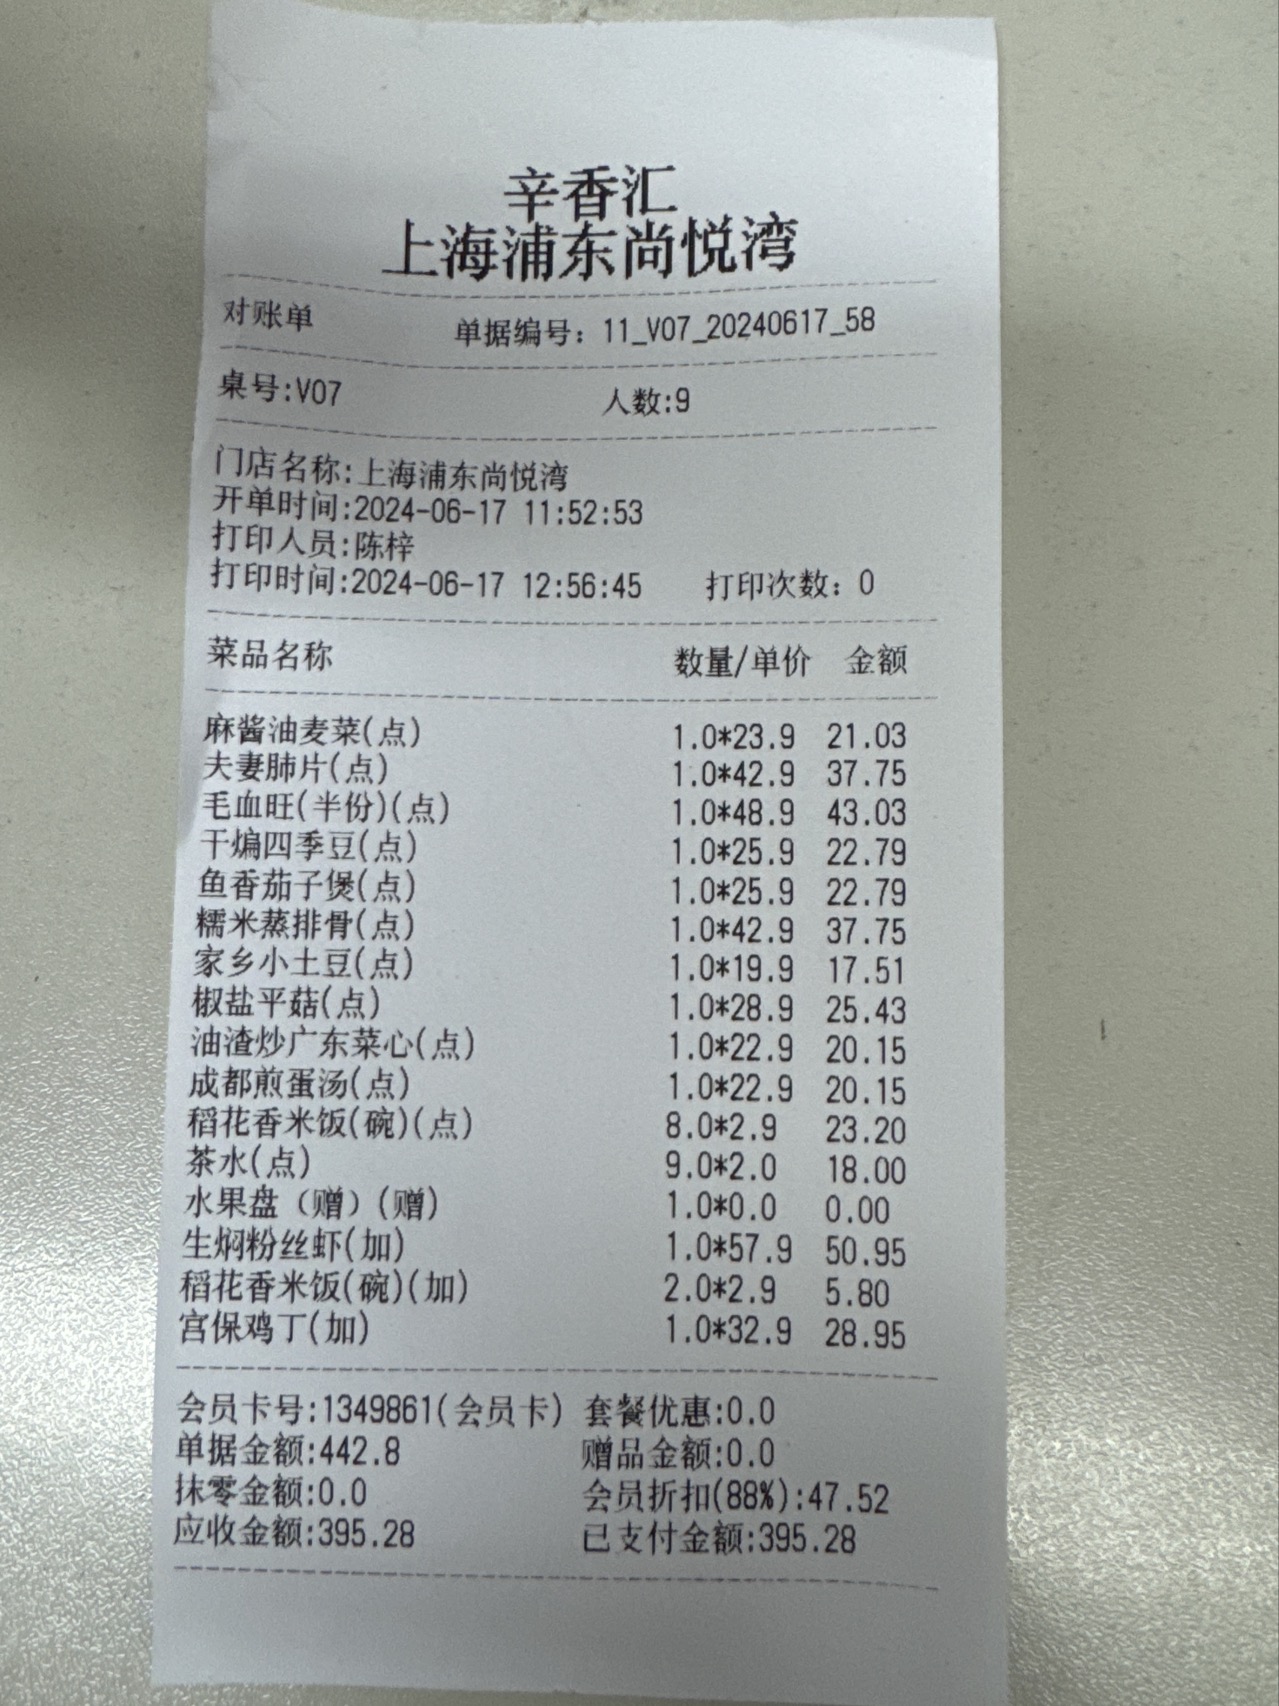 辛香汇
上海浦东尚悦湾
对账单 单据编号：11_V07_20240617_58
桌号:V07 人数:9
门店名称:上海浦东尚悦湾
开单时间:2024-06-17 11:52:53
打印人员:陈梓
打印时间:2024-06-17 12:56:45 打印次数：0
菜品名称 数量/单价 金额
麻酱油麦菜(点) 1.0*23.9 21.03
夫妻肺片(点) 1.0*42.9 37.75
毛血旺(半份)(点) 1.0*48.9 43.03
干煸四季豆(点) 1.0*25.9 22.79
鱼香茄子煲(点) 1.0*25.9 22.79
糯米蒸排骨(点) 1.0*42.9 37.75
家乡小土豆(点) 1.0*19.9 17.51
椒盐平菇(点) 1.0*28.9 25.43
油渣炒广东菜心(点) 1.0*22.9 20.15
成都煎蛋汤(点) 1.0*22.9 20.15
稻花香米饭(碗)(点) 8.0*2.9 23.20
茶水(点) 9.0*2.0 18.00
水果盘（赠）(赠) 1.0*0.0 0.00
生焖粉丝虾(加) 1.0*57.9 50.95
稻花香米饭(碗)(加) 2.0*2.9 5.80
宫保鸡丁(加) 1.0*32.9 28.95
会员卡号:1349861(会员卡) 套餐优惠:0.0
单据金额:442.8 赠品金额:0.0
抹零金额:0.0 会员折扣(88%):47.52
应收金额:395.28 已支付金额:395.28